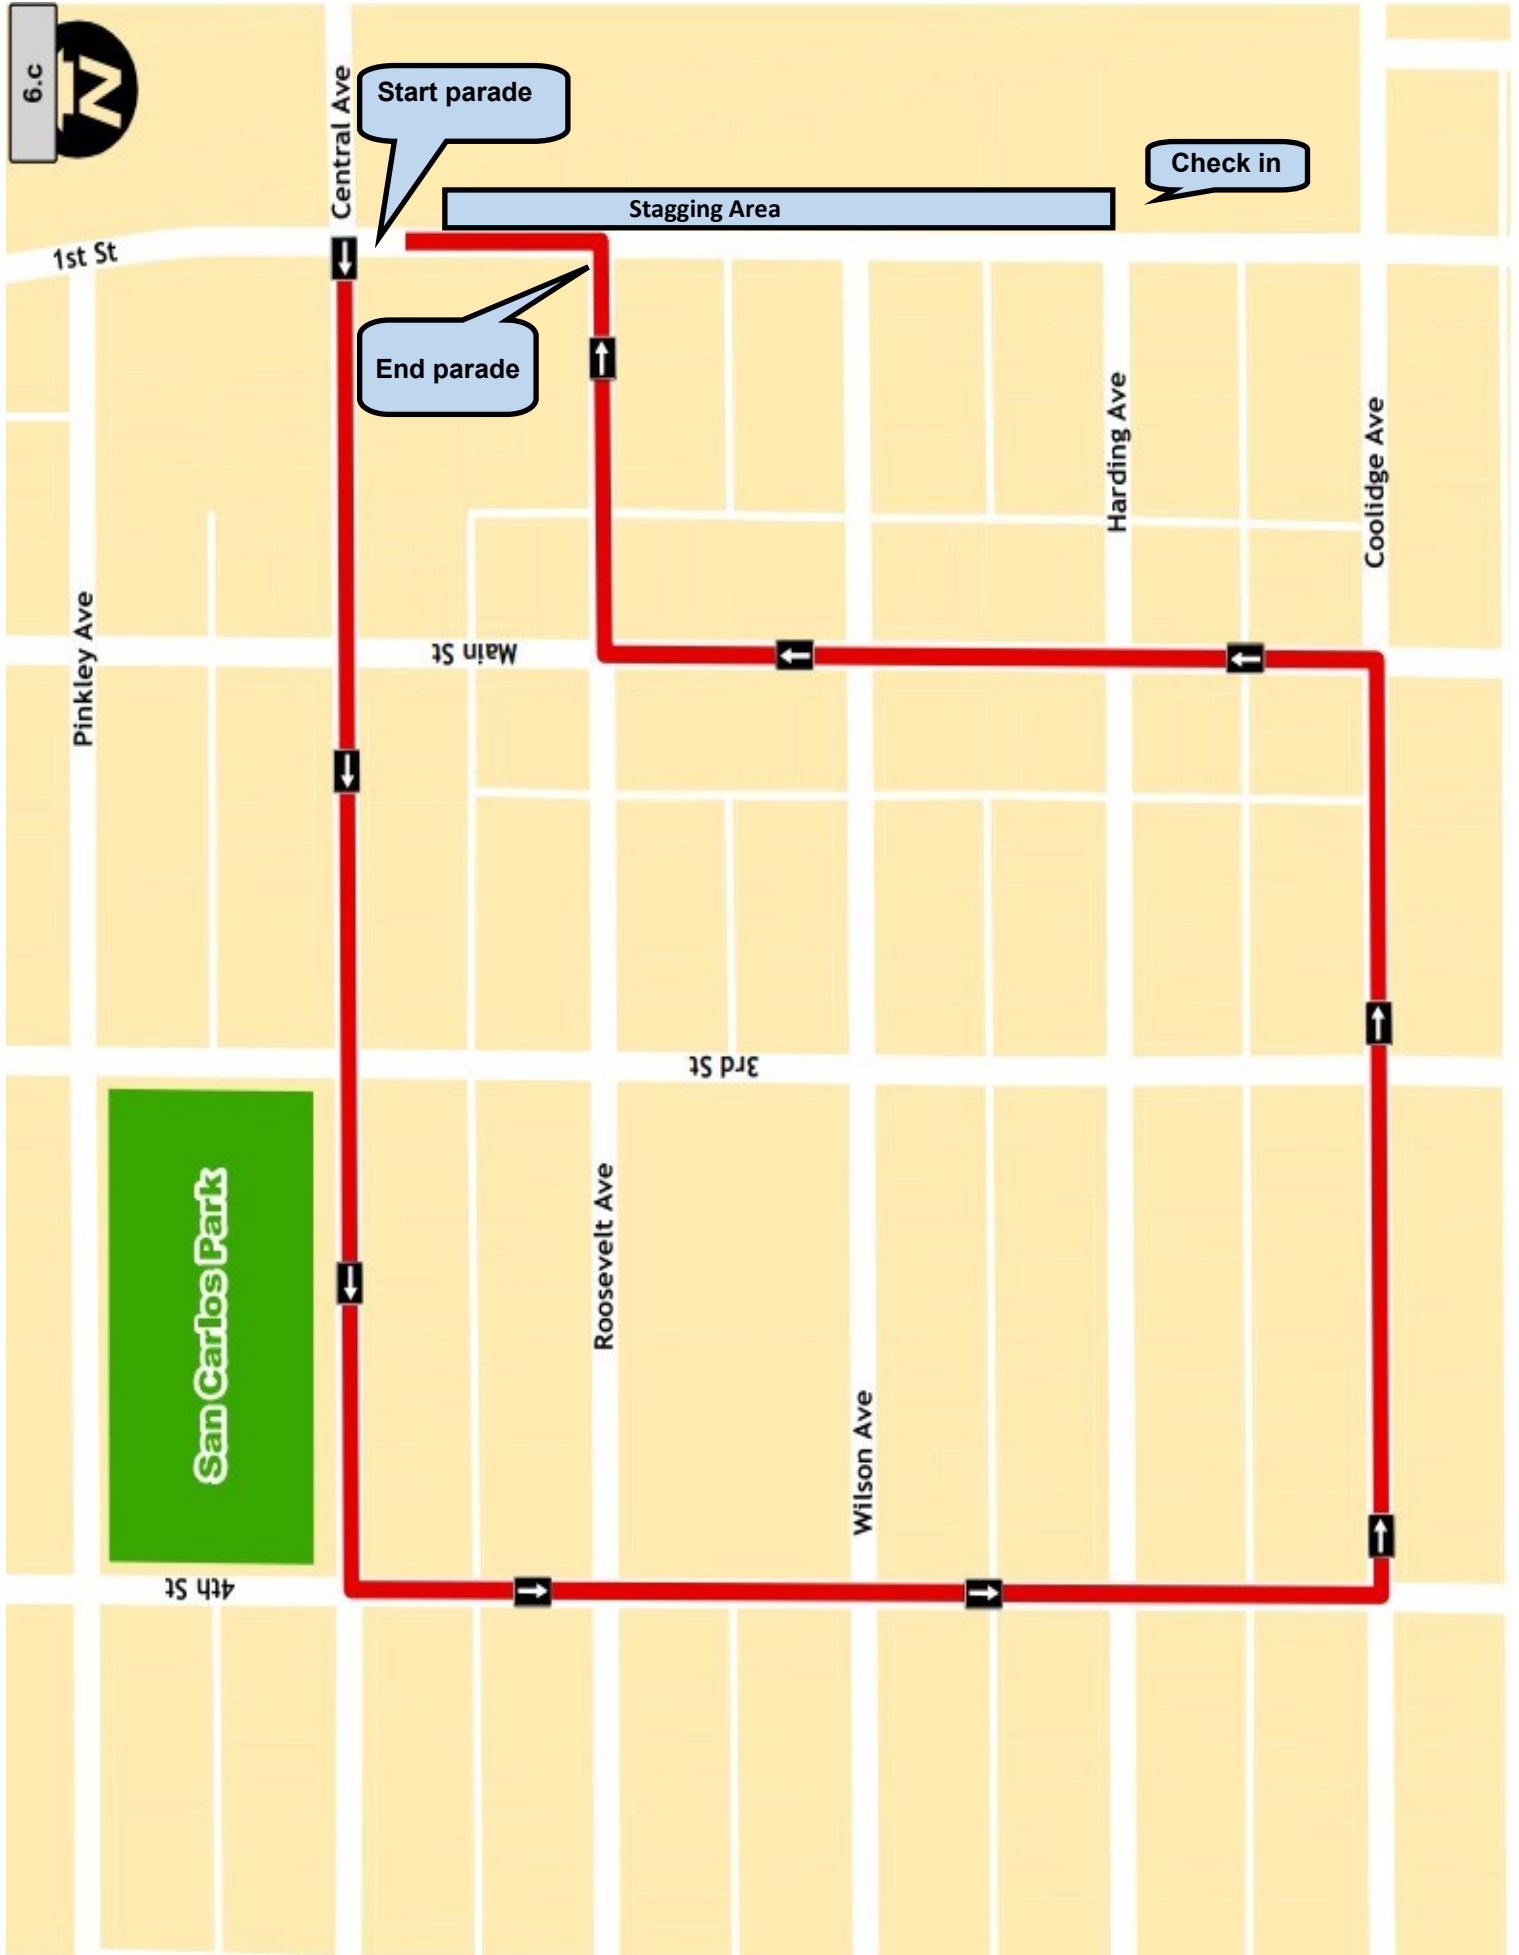 6.c
N
Central Ave
Start parade
Check in
Stagging Area
1st St
End parade
Harding Ave
Coolidge Ave
Pinkley Ave
Main St
3rd St
San Carlos Park
Roosevelt Ave
Wilson Ave
4th St